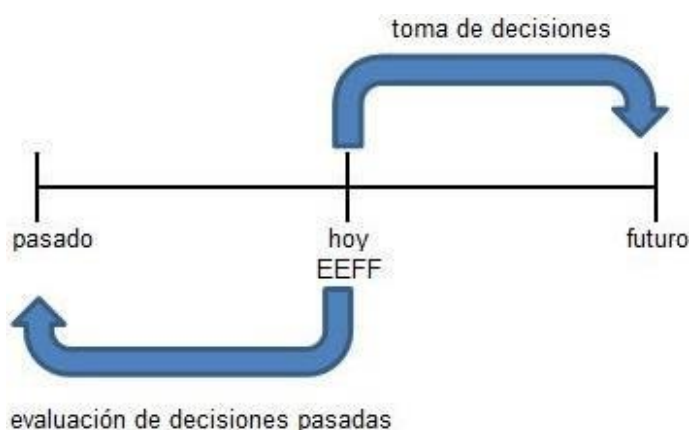 toma de decisiones
pasado
hoy
futuro
EEFF
evaluación de decisiones pasadas